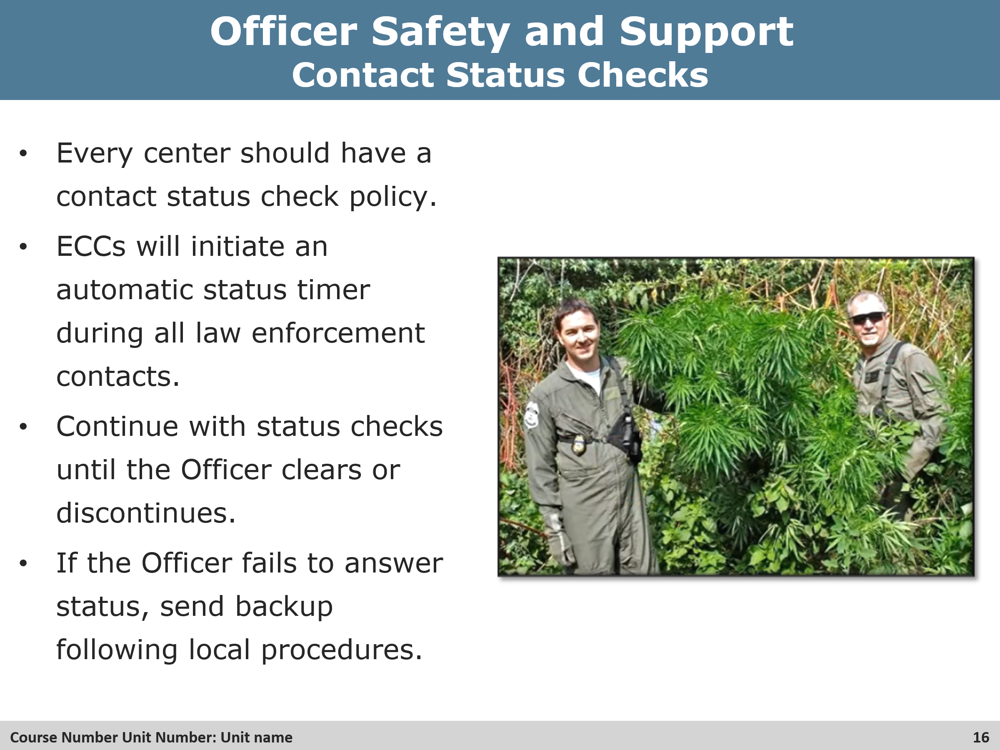 Officer Safety and Support
Contact Status Checks
• Every center should have a
contact status check policy.
• ECCs will initiate an
automatic status timer
during all law enforcement
contacts.
• Continue with status checks
until the Officer clears or
discontinues.
• If the Officer fails to answer
status, send backup
following local procedures.
Course Number Unit Number: Unit name
16